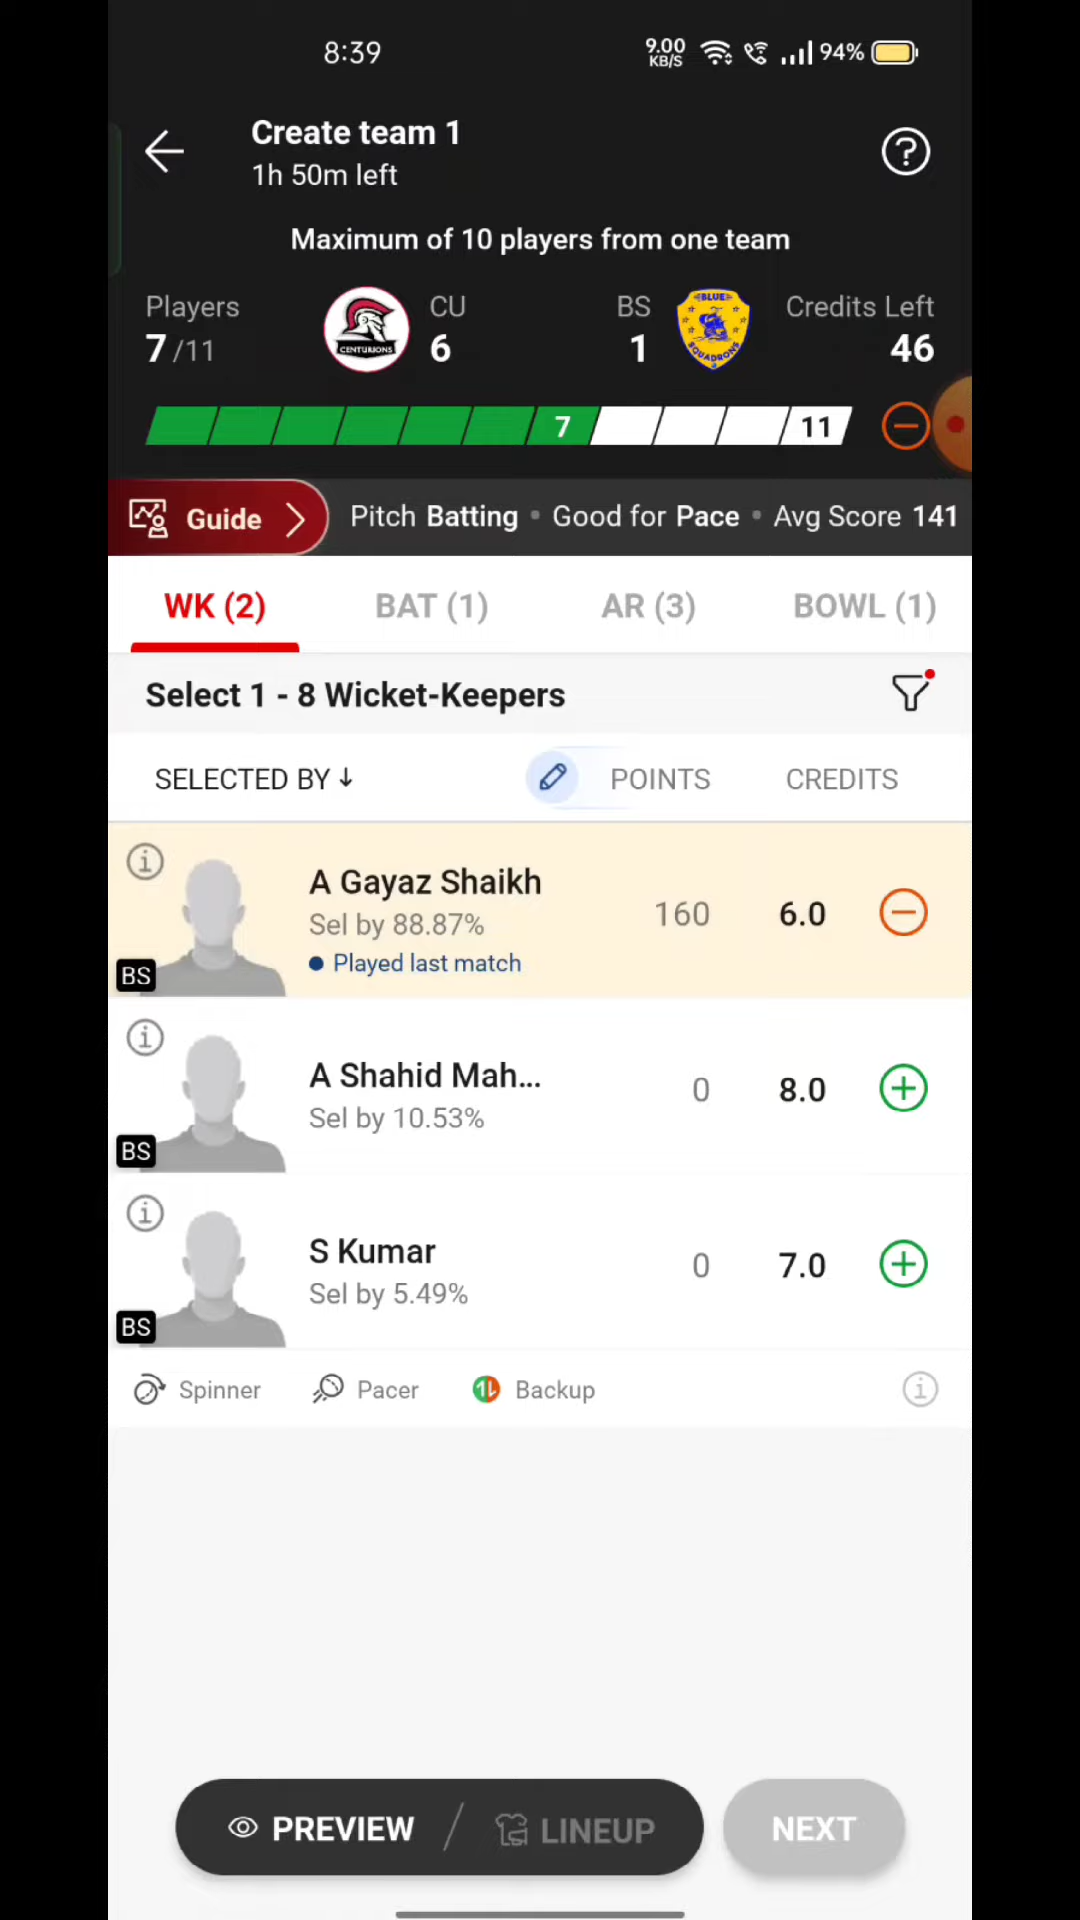 8:39
9.00
KB/S
94%
Create team 1
1h 50m left
Maximum of 10 players from one team
Players
7/11
CENTURIONS
CU
6
BS
1
BLUE
SQUADRONS
Credits Left
46
7
11
Guide
Pitch Batting • Good for Pace • Avg Score 141
WK (2)
BAT (1)
AR (3)
BOWL (1)
Select 1 - 8 Wicket-Keepers
SELECTED BY ↓
POINTS
CREDITS
A Gayaz Shaikh
Sel by 88.87%
Played last match
BS
160
6.0
A Shahid Mah...
Sel by 10.53%
BS
0
8.0
S Kumar
Sel by 5.49%
BS
0
7.0
Spinner
Pacer
Backup
PREVIEW
LINEUP
NEXT